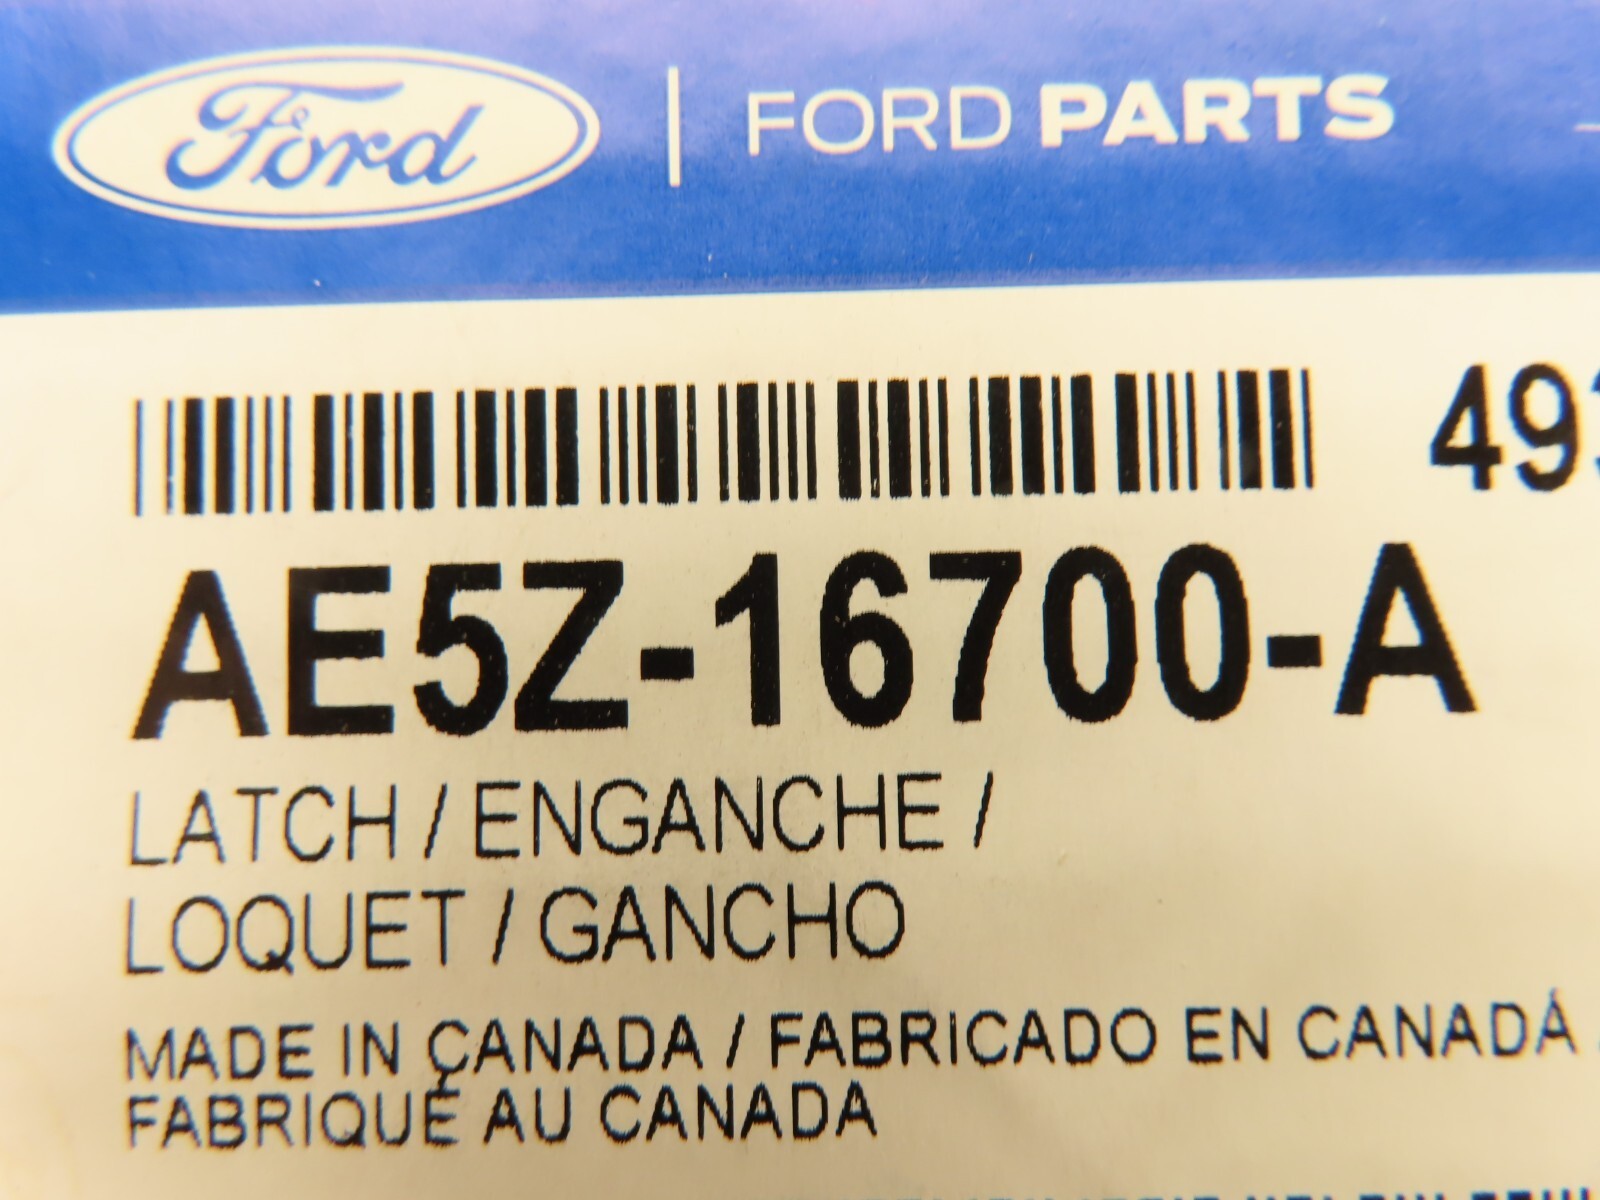 Ford | FORD PARTS
49
AE5Z-16700-A
LATCH / ENGANCHE /
LOQUET / GANCHO
MADE IN CANADA / FABRICADO EN CANADÁ
FABRIQUÉ AU CANADA